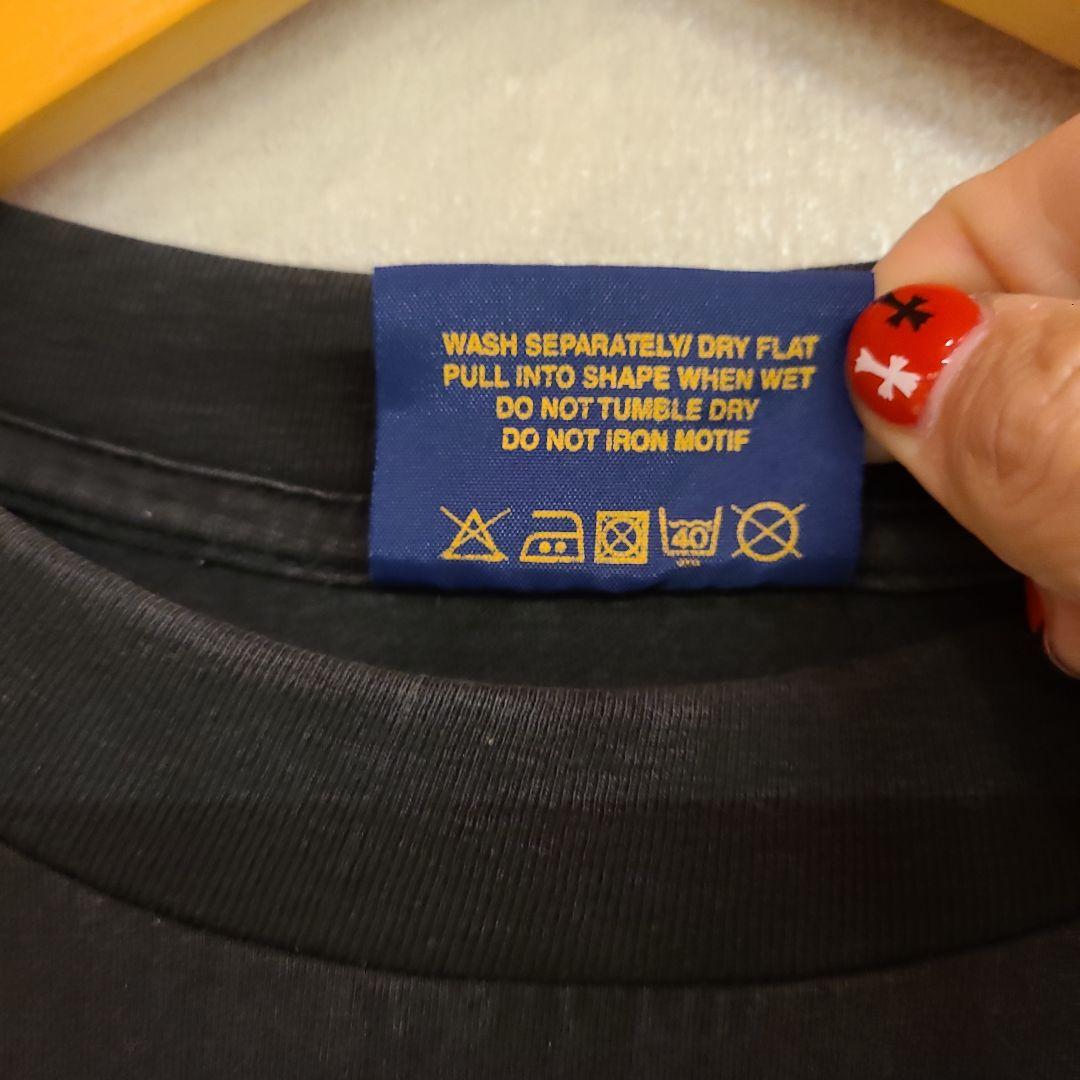 WASH SEPARATELY/ DRY FLAT
PULL INTO SHAPE WHEN WET
DO NOT TUMBLE DRY
DO NOT IRON MOTIF
40